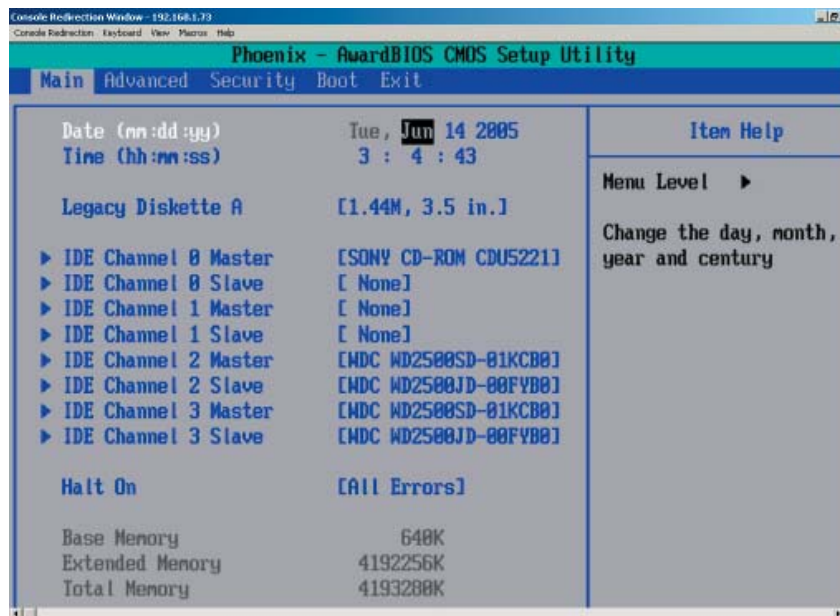 Console Redirection Window - 192.168.1.73
Console Redirection Keyboard View Macros Help
Phoenix - AwardBIOS CMOS Setup Utility
Main Advanced Security Boot Exit
Date (mm:dd:yy) Tue, Jun 14 2005
Time (hh:mm:ss) 3 : 4 : 43
Legacy Diskette A [1.44M, 3.5 in.]
▶ IDE Channel 0 Master [SONY CD-ROM CDU5221]
▶ IDE Channel 0 Slave [ None]
▶ IDE Channel 1 Master [ None]
▶ IDE Channel 1 Slave [ None]
▶ IDE Channel 2 Master [WDC WD2500SD-01KCB0]
▶ IDE Channel 2 Slave [WDC WD2500JD-00FYB0]
▶ IDE Channel 3 Master [WDC WD2500SD-01KCB0]
▶ IDE Channel 3 Slave [WDC WD2500JD-00FYB0]
Halt On [All Errors]
Base Memory 640K
Extended Memory 4192256K
Total Memory 4193280K
Item Help
Menu Level ▶
Change the day, month,
year and century